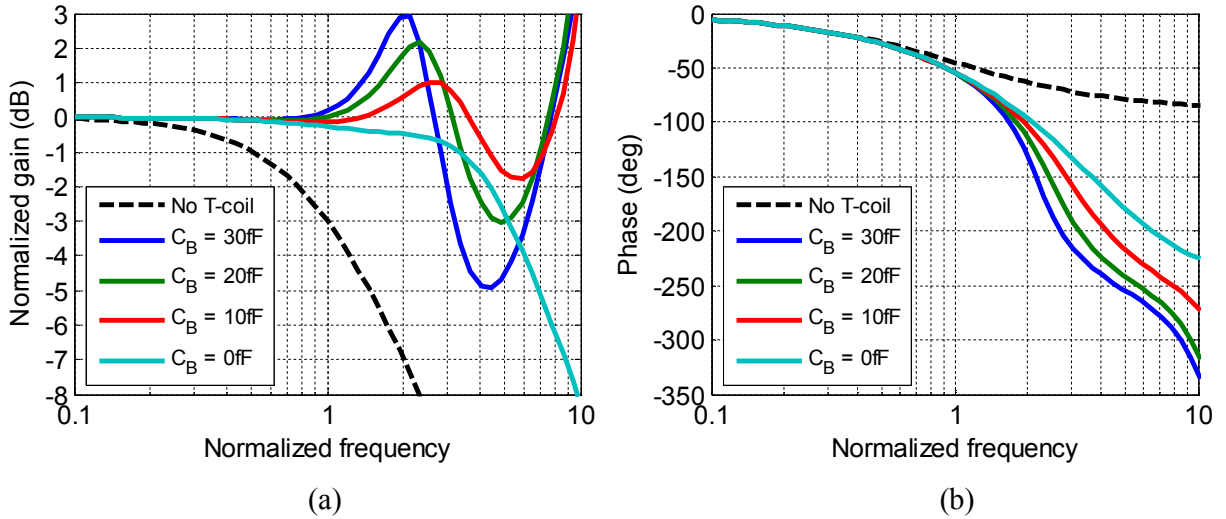 3
2
1
0
-1
-2
-3
-4
-5
-6
-7
-8
0.1
1
10
Normalized gain (dB)
Normalized frequency
No T-coil
C_B = 30fF
C_B = 20fF
C_B = 10fF
C_B = 0fF
(a)
0
-50
-100
-150
-200
-250
-300
-350
0.1
1
10
Phase (deg)
Normalized frequency
No T-coil
C_B = 30fF
C_B = 20fF
C_B = 10fF
C_B = 0fF
(b)